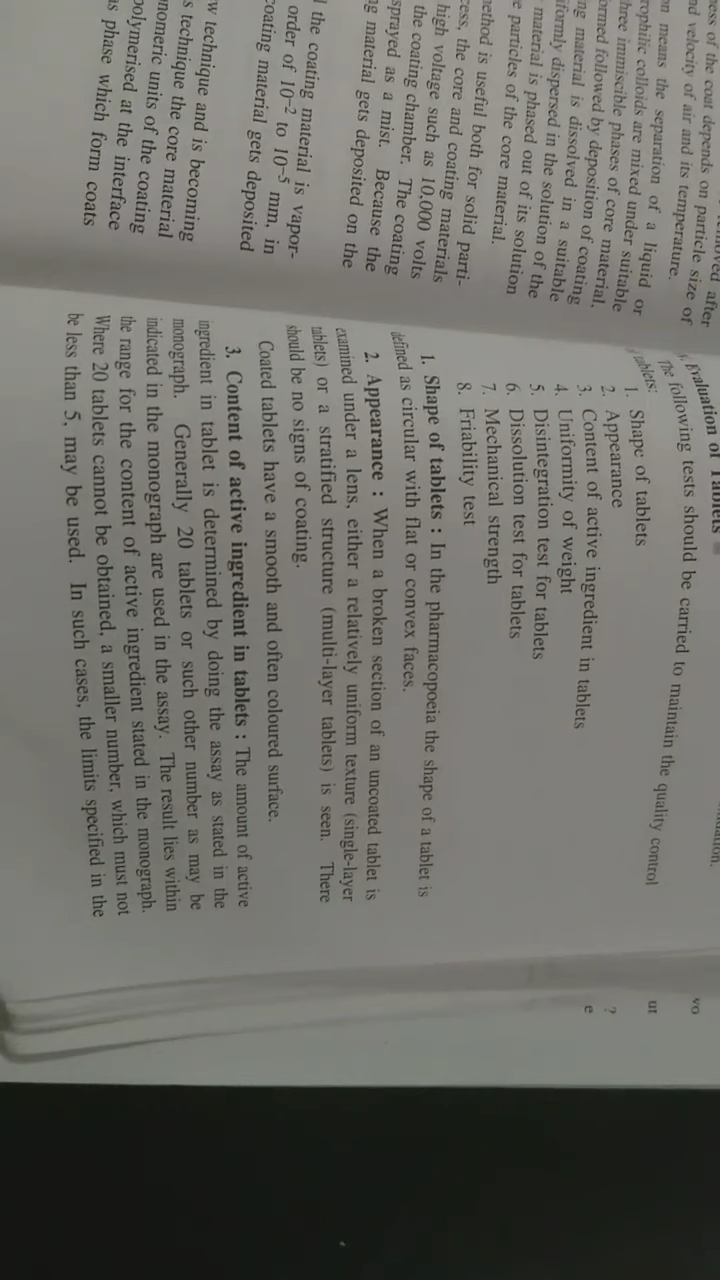 removed after
ness of the coat depends on particle size of
nd velocity of air and its temperature.
on means the separation of a liquid or
rophilic colloids are mixed under suitable
three immiscible phases of core material,
ormed followed by deposition of coating
ng material is dissolved in a suitable
iformly dispersed in the solution of the
material is phased out of its solution
e particles of the core material.
method is useful both for solid parti-
cess, the core and coating materials
high voltage such as 10,000 volts
the coating chamber. The coating
sprayed as a mist. Because the
ng material gets deposited on the
the coating material is vapor-
order of 10⁻² to 10⁻⁵ mm, in
coating material gets deposited
w technique and is becoming
s technique the core material
nomeric units of the coating
polymerised at the interface
us phase which form coats
Evaluation of Tablets
The following tests should be carried to maintain the quality control
tablets:
1. Shape of tablets
2. Appearance
3. Content of active ingredient in tablets
4. Uniformity of weight
5. Disintegration test for tablets
6. Dissolution test for tablets
7. Mechanical strength
8. Friability test
1. Shape of tablets : In the pharmacopoeia the shape of a tablet is
defined as circular with flat or convex faces.
2. Appearance : When a broken section of an uncoated tablet is
examined under a lens, either a relatively uniform texture (single-layer
tablets) or a stratified structure (multi-layer tablets) is seen. There
should be no signs of coating.
Coated tablets have a smooth and often coloured surface.
3. Content of active ingredient in tablets : The amount of active
ingredient in tablet is determined by doing the assay as stated in the
monograph. Generally 20 tablets or such other number as may be
indicated in the monograph are used in the assay. The result lies within
the range for the content of active ingredient stated in the monograph.
Where 20 tablets cannot be obtained, a smaller number, which must not
be less than 5, may be used. In such cases, the limits specified in the
vo
ut
?
e